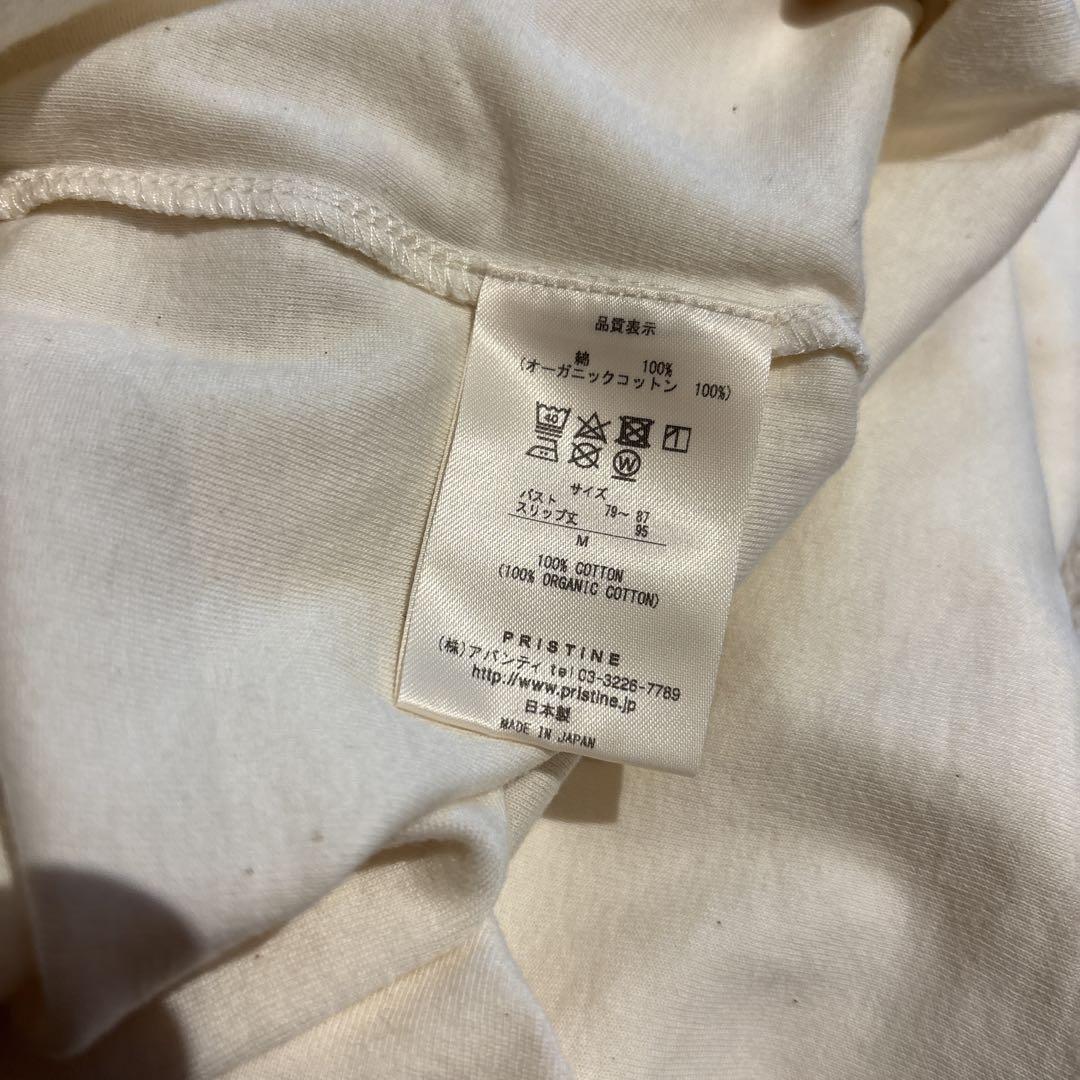 品質表示
綿 100%
(オーガニックコットン 100%)
40
W
サイズ
バスト 79〜 87
スリップ丈 95
M
100% COTTON
(100% ORGANIC COTTON)
PRISTINE
(株)アバンティ tel 03-3226-7789
http://www.pristine.jp
日本製
MADE IN JAPAN